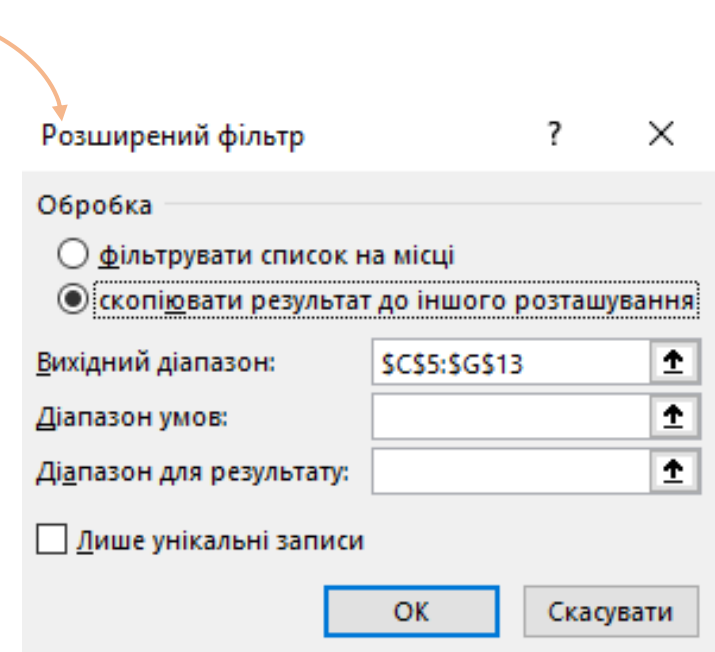 Розширений фільтр ? ×
Обробка
фільтрувати список на місці
скопіювати результат до іншого розташування
Вихідний діапазон: $C$5:$G$13
Діапазон умов:
Діапазон для результату:
Лише унікальні записи
OK Скасувати